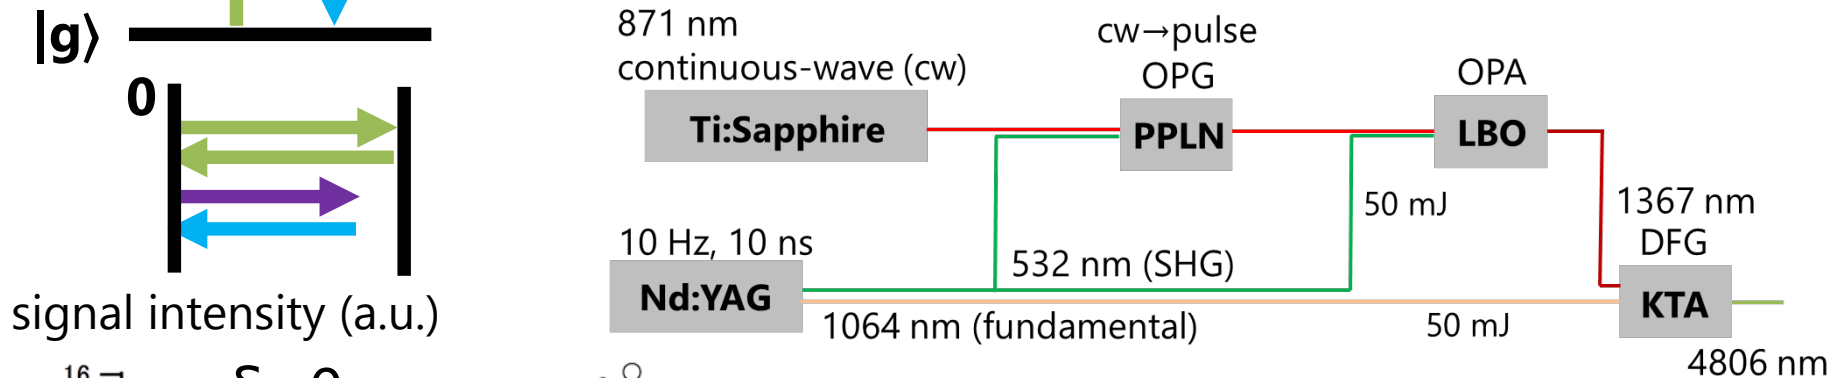 |g⟩
0
signal intensity (a.u.)
16
871 nm
continuous-wave (cw)
Ti:Sapphire
cw→pulse
OPG
PPLN
OPA
LBO
50 mJ
1367 nm
DFG
KTA
10 Hz, 10 ns
Nd:YAG
532 nm (SHG)
1064 nm (fundamental)
50 mJ
4806 nm